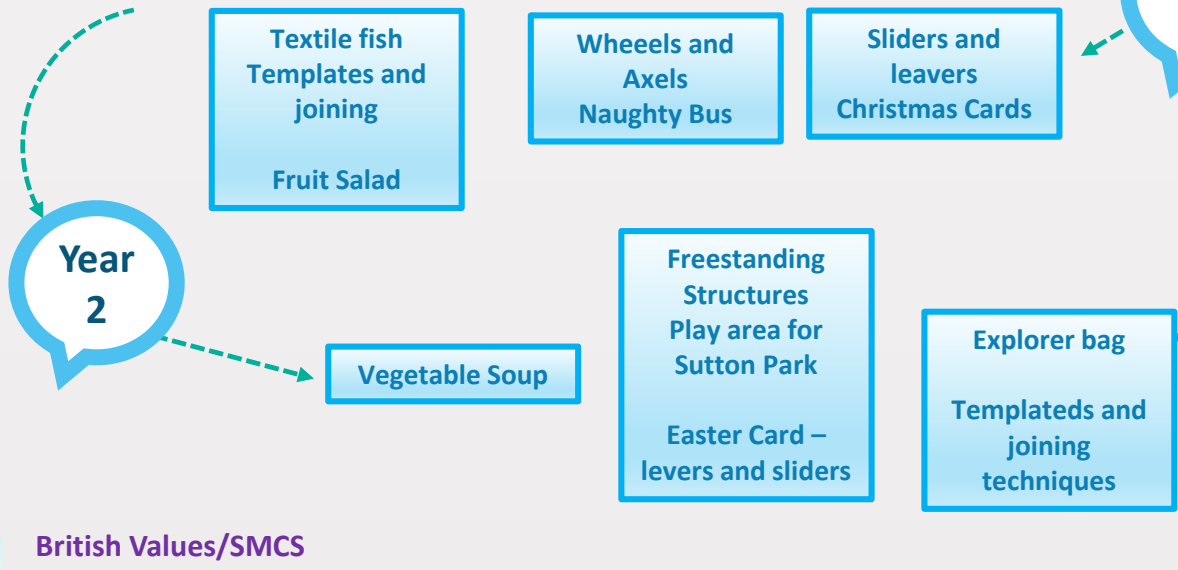 Textile fish
Templates and
joining
Fruit Salad
Wheeels and
Axels
Naughty Bus
Sliders and
leavers
Christmas Cards
Year
2
Vegetable Soup
Freestanding
Structures
Play area for
Sutton Park
Easter Card –
levers and sliders
Explorer bag
Templateds and
joining
techniques
British Values/SMCS